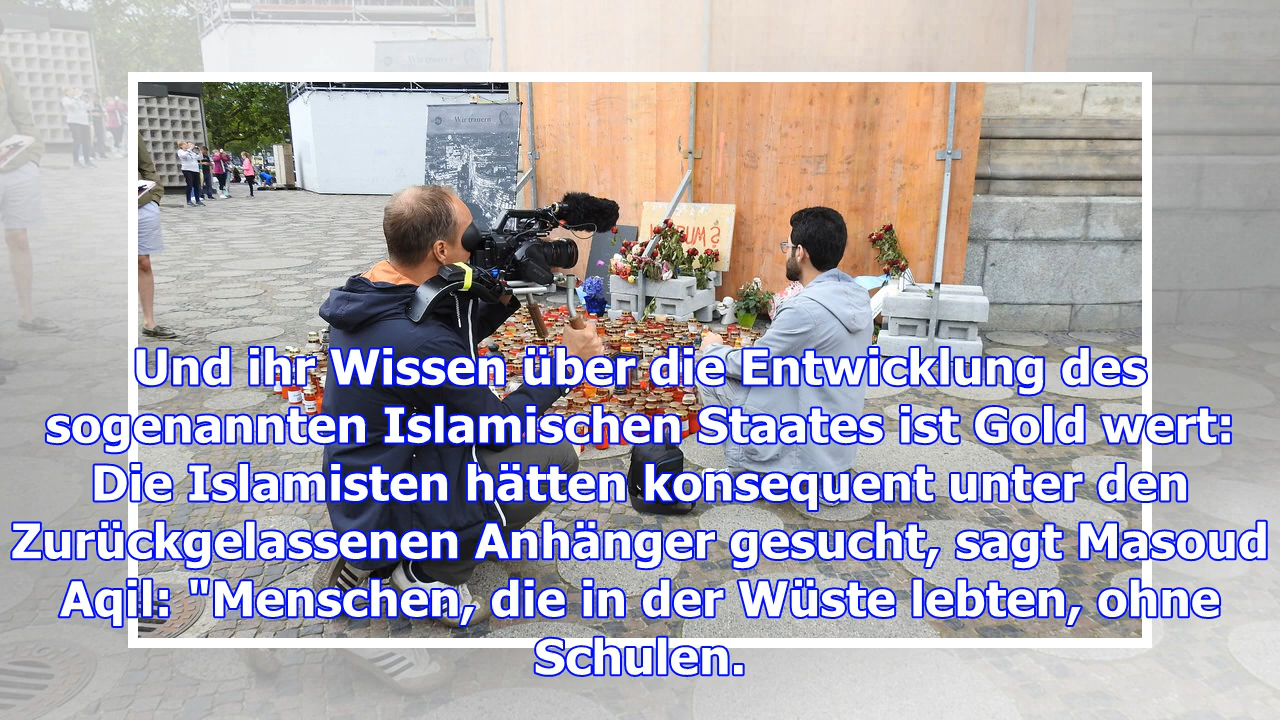 Warum?
Und ihr Wissen über die Entwicklung des
sogenannten Islamischen Staates ist Gold wert:
Die Islamisten hätten konsequent unter den
Zurückgelassenen Anhänger gesucht, sagt Masoud
Aqil: "Menschen, die in der Wüste lebten, ohne
Schulen.